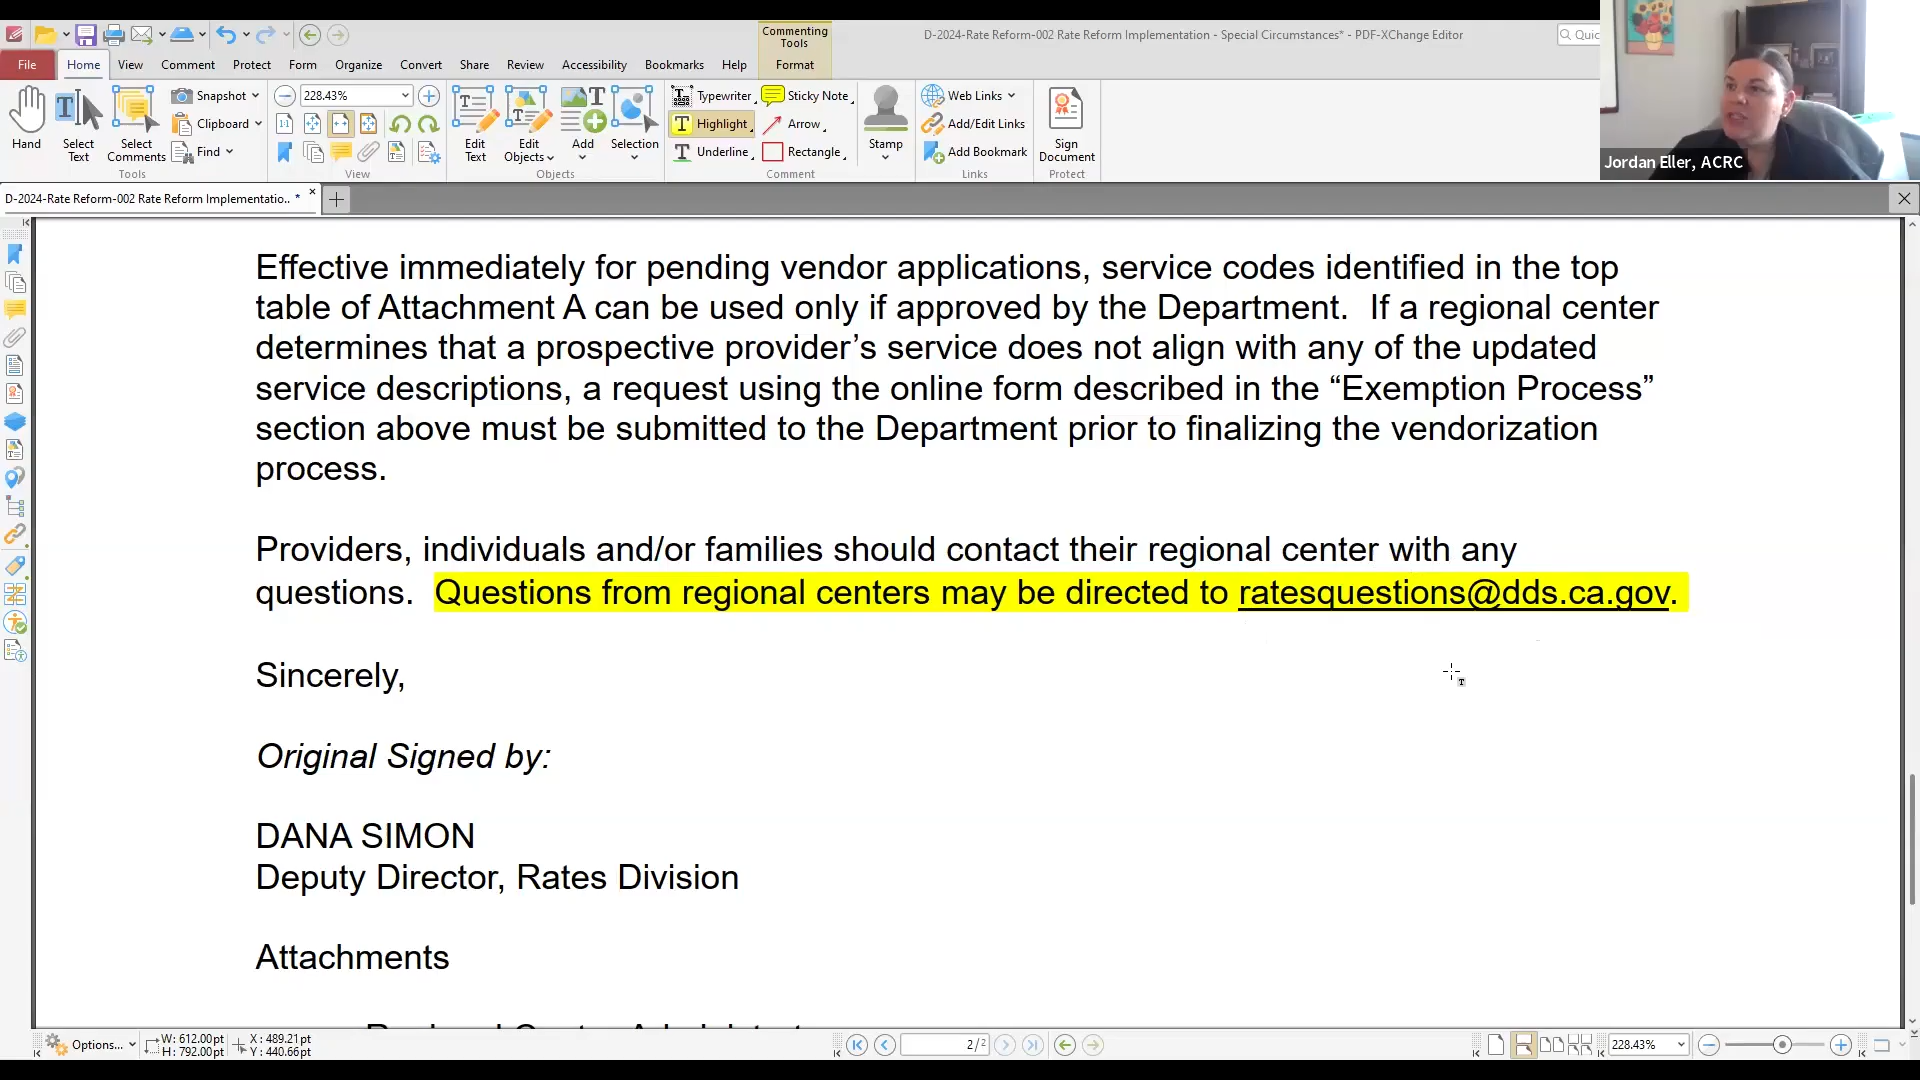 Commenting
Tools
D-2024-Rate Reform-002 Rate Reform Implementation - Special Circumstances* - PDF-XChange Editor
Quic
File
Home
View
Comment
Protect
Form
Organize
Convert
Share
Review
Accessibility
Bookmarks
Help
Format
Hand
Select
Text
Select
Comments
Snapshot
Clipboard
Find
Tools
228.43%
View
Edit
Text
Edit
Objects
Add
Selection
Objects
Typewriter
Highlight
Underline
Sticky Note
Arrow
Rectangle
Stamp
Comment
Web Links
Add/Edit Links
Add Bookmark
Links
Sign
Document
Protect
Jordan Eller, ACRC
D-2024-Rate Reform-002 Rate Reform Implementatio.. *
Effective immediately for pending vendor applications, service codes identified in the top
table of Attachment A can be used only if approved by the Department. If a regional center
determines that a prospective provider’s service does not align with any of the updated
service descriptions, a request using the online form described in the “Exemption Process”
section above must be submitted to the Department prior to finalizing the vendorization
process.
Providers, individuals and/or families should contact their regional center with any
questions. Questions from regional centers may be directed to ratesquestions@dds.ca.gov.
Sincerely,
Original Signed by:
DANA SIMON
Deputy Director, Rates Division
Attachments
Options...
W: 612.00pt
H: 792.00pt
X : 489.21pt
Y : 440.66pt
2/2
228.43%